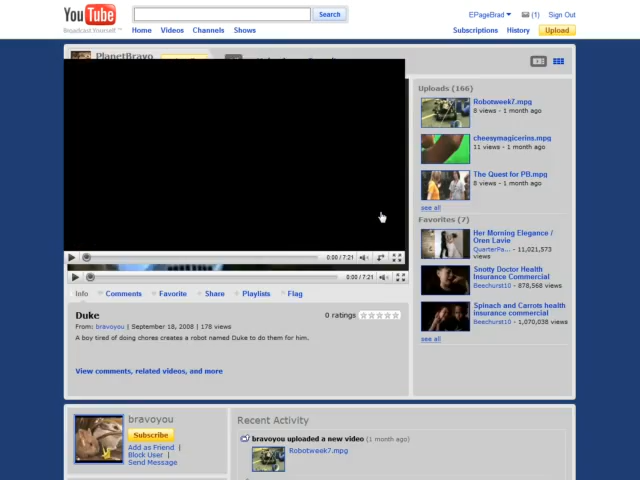 YouTube
Broadcast Yourself ™
Search
EPageBrad
(1)
Sign Out
Home
Videos
Channels
Shows
Subscriptions
History
Upload
PlanetBravo
Uploads (166)
Robotweek7.mpg
8 views - 1 month ago
cheesymagicerins.mpg
11 views - 1 month ago
The Quest for PB.mpg
8 views - 1 month ago
see all
Favorites (7)
Her Morning Elegance /
Oren Lavie
QuarterPa... - 11,021,573
views
Snotty Doctor Health
Insurance Commercial
Beechurst10 - 878,568 views
Spinach and Carrots health
insurance commercial
Beechurst10 - 1,070,038 views
see all
0:00 / 7:21
0:00 / 7:21
Info
Comments
Favorite
Share
Playlists
Flag
Duke
0 ratings
From: bravoyou | September 18, 2008 | 178 views
A boy tired of doing chores creates a robot named Duke to do them for him.
View comments, related videos, and more
bravoyou
Subscribe
Add as Friend |
Block User |
Send Message
Recent Activity
bravoyou uploaded a new video (1 month ago)
Robotweek7.mpg